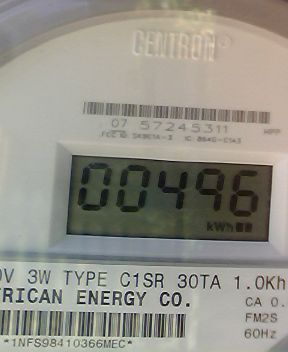 CENTRON®
07 57245311
00496
kWh
0V 3W TYPE C1SR 30TA 1.0Kh
FRICAN ENERGY CO.
CA 0.
FM2S
60Hz
*1NFS98410366MEC*